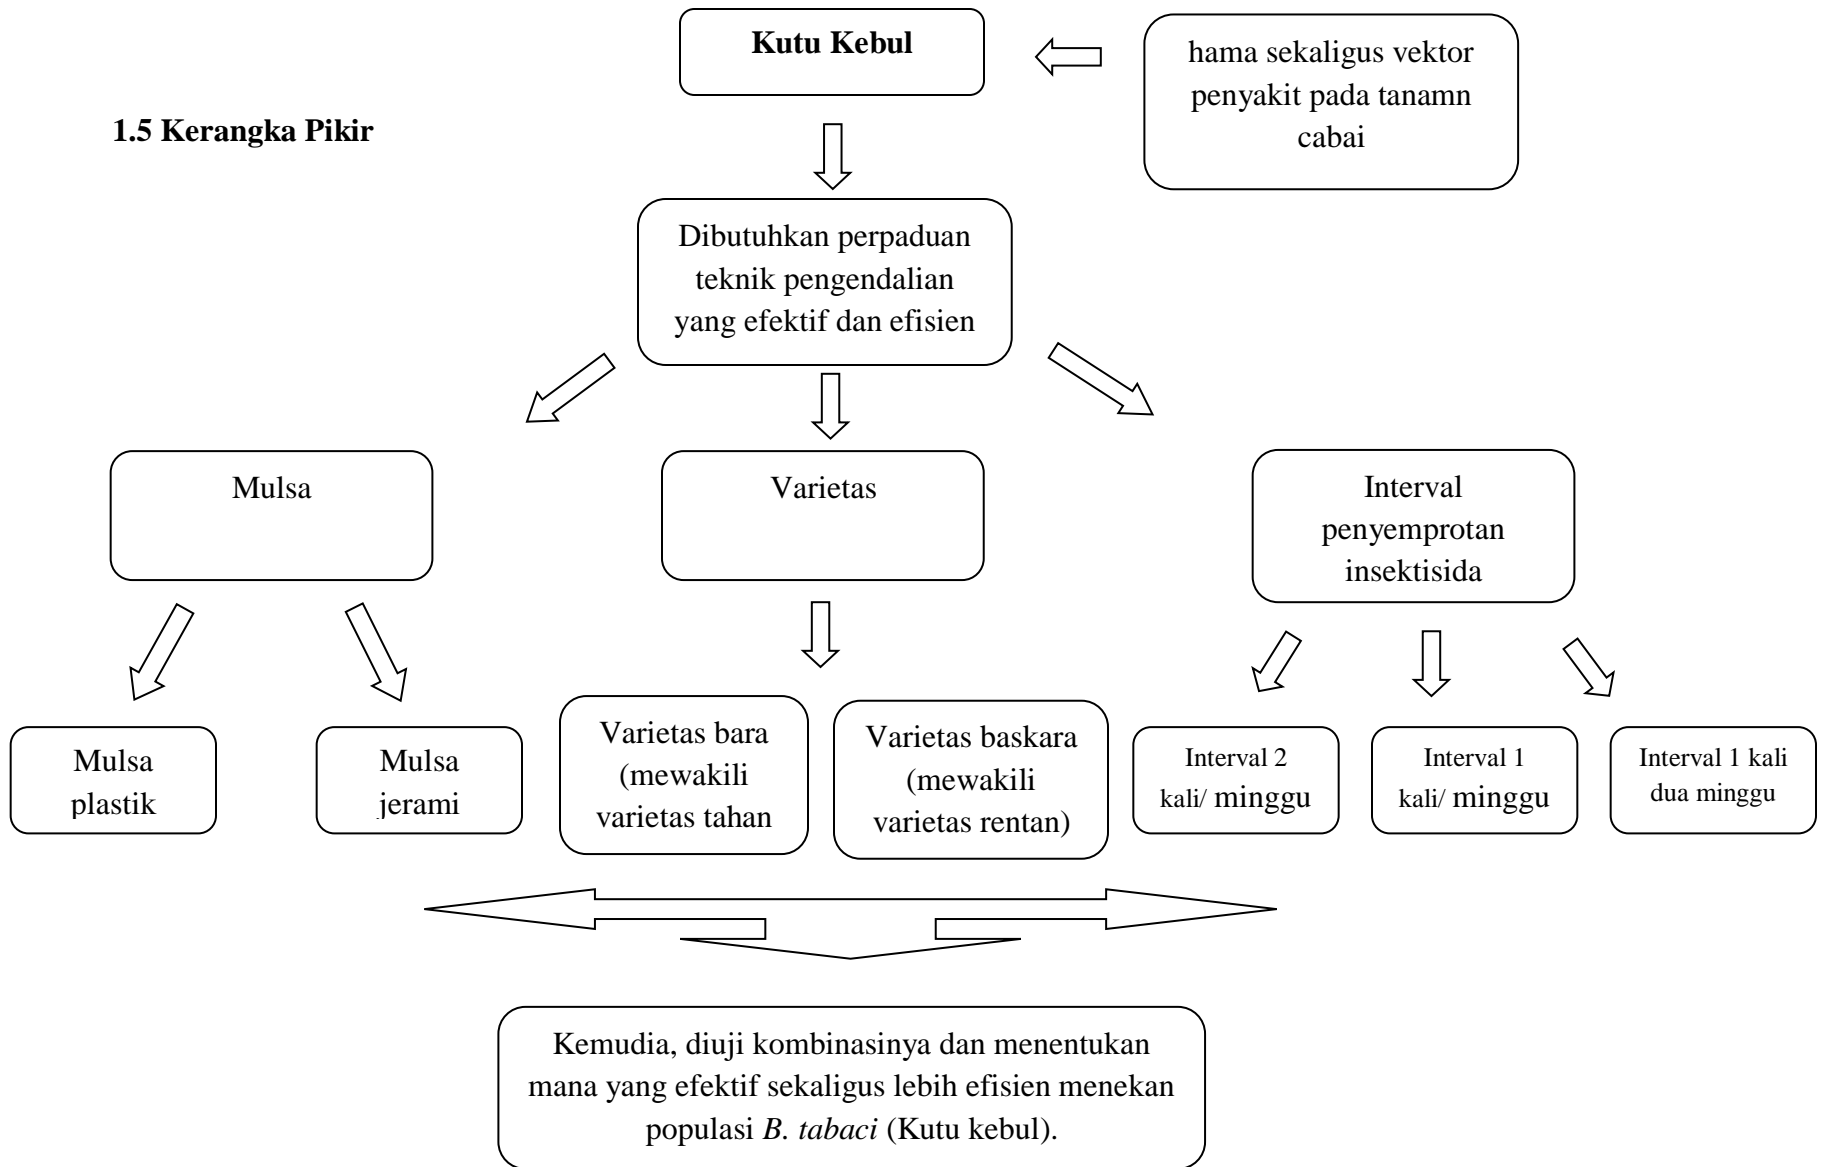 Kutu Kebul
hama sekaligus vektor
penyakit pada tanamn
cabai
1.5 Kerangka Pikir
Dibutuhkan perpaduan
teknik pengendalian
yang efektif dan efisien
Mulsa
Varietas
Interval
penyemprotan
insektisida
Mulsa
plastik
Mulsa
jerami
Varietas bara
(mewakili
varietas tahan
Varietas baskara
(mewakili
varietas rentan)
Interval 2
kali/ minggu
Interval 1
kali/ minggu
Interval 1 kali
dua minggu
Kemudia, diuji kombinasinya dan menentukan
mana yang efektif sekaligus lebih efisien menekan
populasi B. tabaci (Kutu kebul).